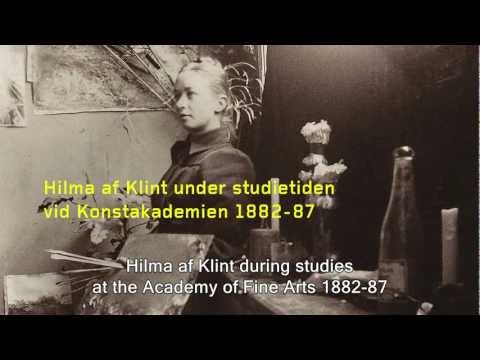 Hilma af Klint under studietiden
vid Konstakademien 1882-87
Hilma af Klint during studies
at the Academy of Fine Arts 1882-87